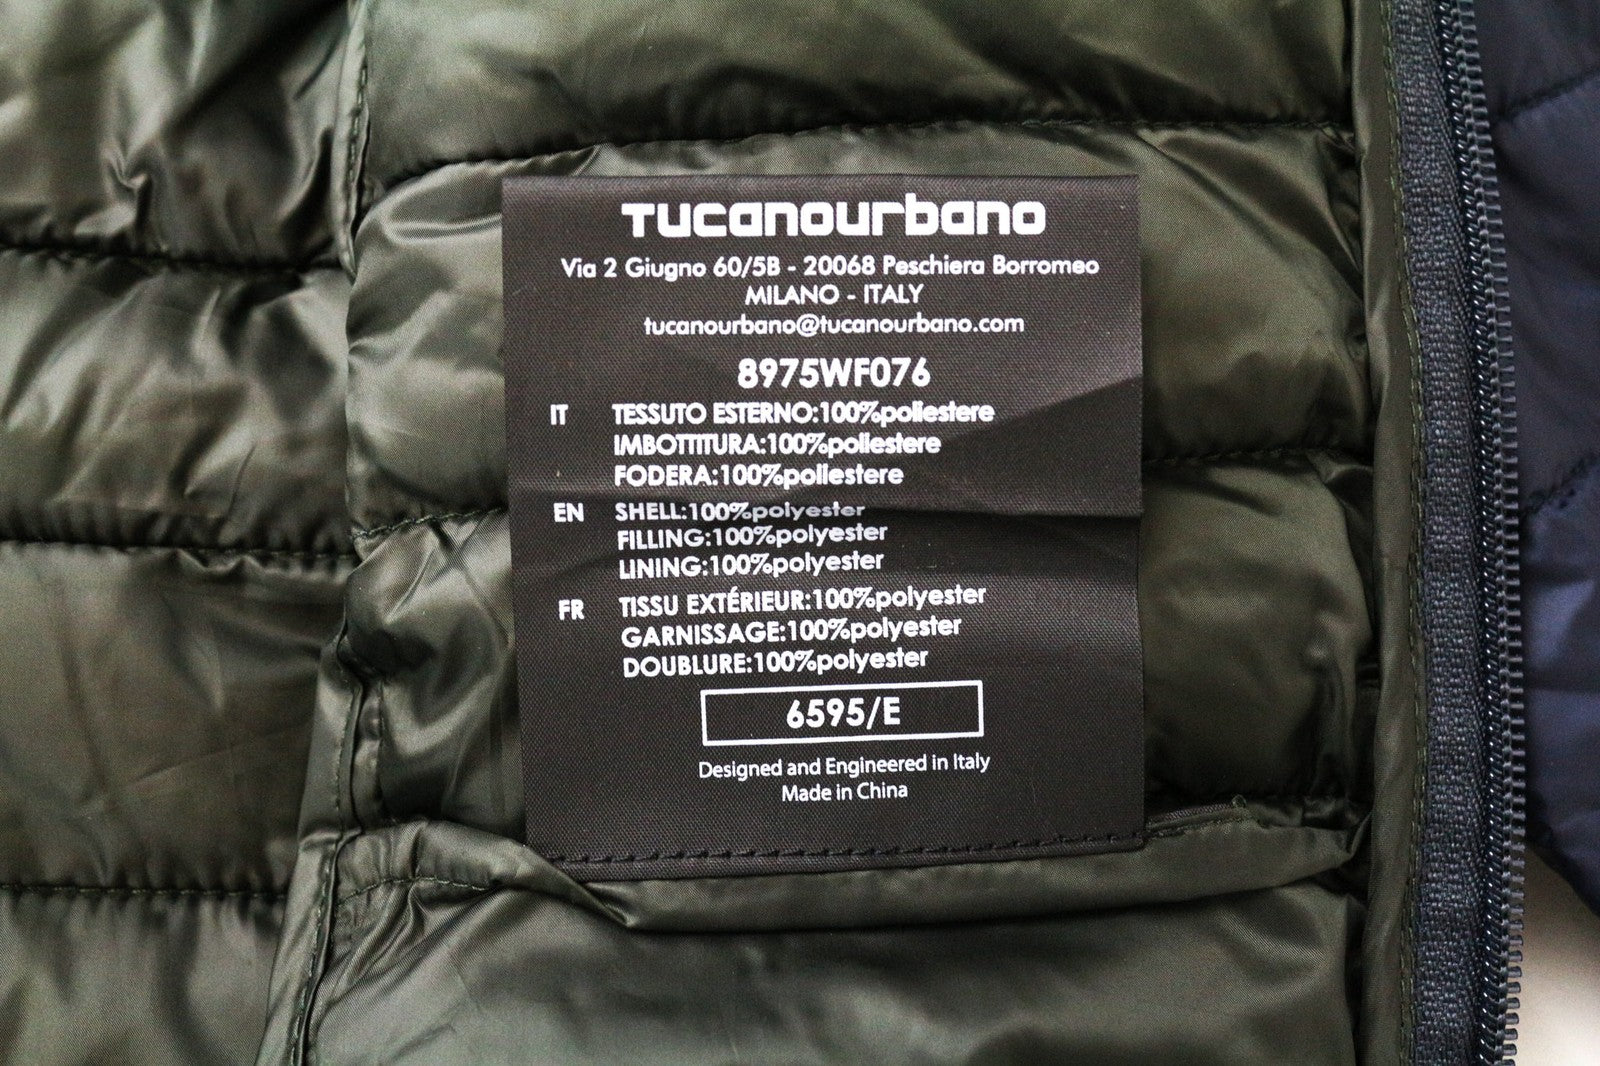 TUCANOURBANO
Via 2 Giugno 60/5B - 20068 Peschiera Borromeo
MILANO - ITALY
tucanourbano@tucanourbano.com
8975WF076
IT TESSUTO ESTERNO:100%poliestere
IMBOTTITURA:100%poliestere
FODERA:100%poliestere
EN SHELL:100%polyester
FILLING:100%polyester
LINING:100%polyester
FR TISSU EXTÉRIEUR:100%polyester
GARNISSAGE:100%polyester
DOUBLURE:100%polyester
6595/E
Designed and Engineered in Italy
Made in China